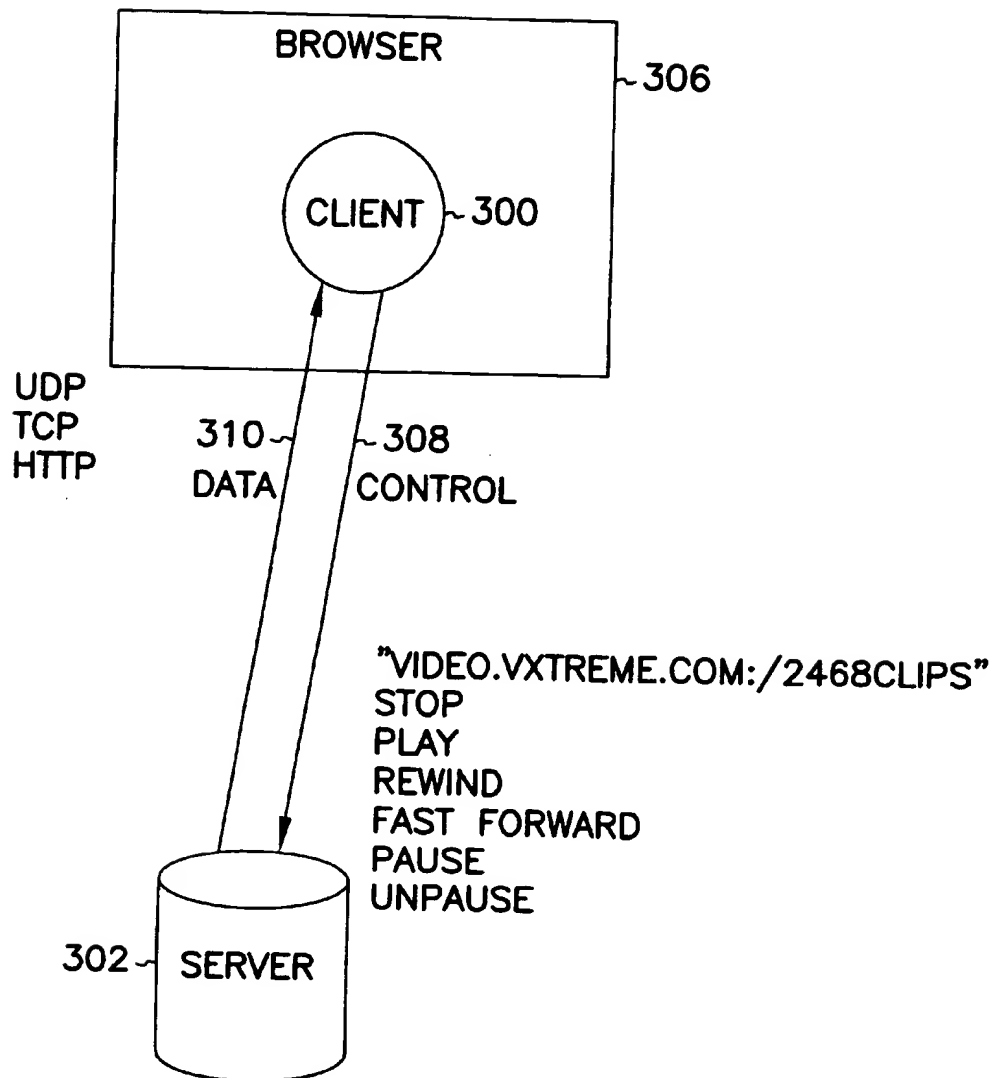 BROWSER
306
CLIENT
300
UDP
TCP
HTTP
310
308
DATA
CONTROL
"VIDEO.VXTREME.COM:/2468CLIPS"
STOP
PLAY
REWIND
FAST FORWARD
PAUSE
UNPAUSE
302
SERVER